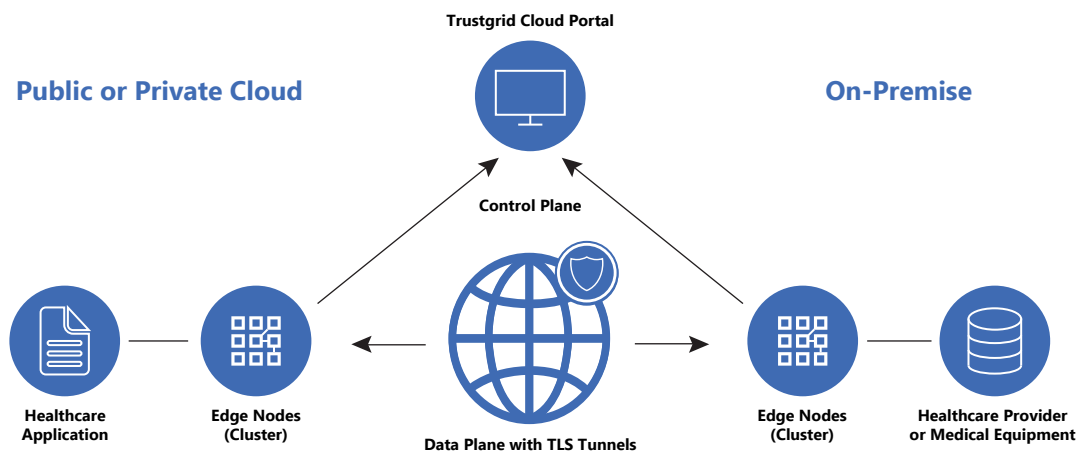 Trustgrid Cloud Portal
Public or Private Cloud
On-Premise
Control Plane
Healthcare
Application
Edge Nodes
(Cluster)
Data Plane with TLS Tunnels
Edge Nodes
(Cluster)
Healthcare Provider
or Medical Equipment